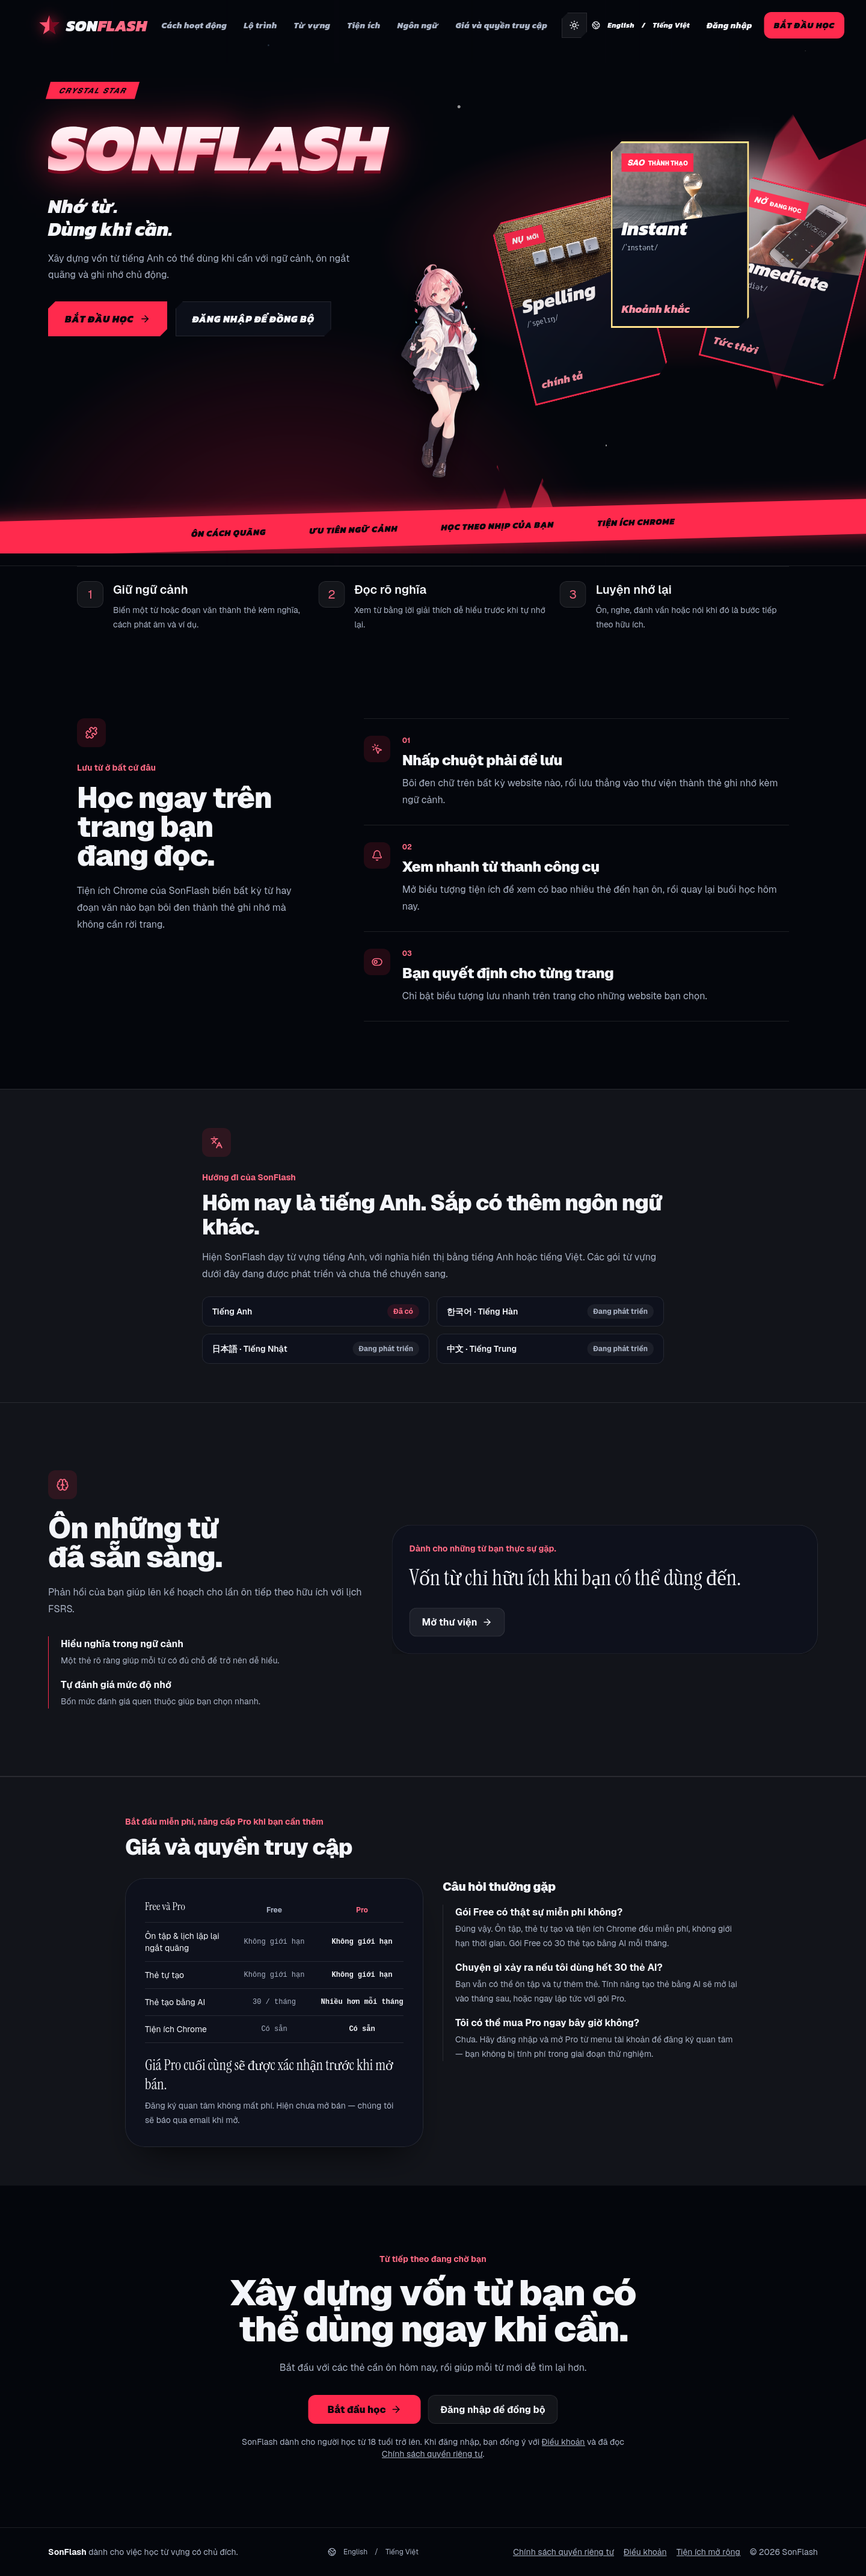 SONFLASH
Cách hoạt động
Lộ trình
Từ vựng
Tiện ích
Ngôn ngữ
Giá và quyền truy cập
English / Tiếng Việt
Đăng nhập
BẮT ĐẦU HỌC
CRYSTAL STAR
SONFLASH
Nhớ từ.
Dùng khi cần.
Xây dựng vốn từ tiếng Anh có thể dùng khi cần với ngữ cảnh, ôn ngắt
quãng và ghi nhớ chủ động.
BẮT ĐẦU HỌC
ĐĂNG NHẬP ĐỂ ĐỒNG BỘ
NỤ MỚI
Spelling
/ˈspelɪŋ/
chính tả
SAO THÀNH THẠO
Instant
/ˈɪnstənt/
Khoảnh khắc
NỞ ĐANG HỌC
mmediate
Tức thời
ÔN CÁCH QUÃNG
ƯU TIÊN NGỮ CẢNH
HỌC THEO NHỊP CỦA BẠN
TIỆN ÍCH CHROME
1
Giữ ngữ cảnh
Biến một từ hoặc đoạn văn thành thẻ kèm nghĩa,
cách phát âm và ví dụ.
2
Đọc rõ nghĩa
Xem từ bằng lời giải thích dễ hiểu trước khi tự nhớ
lại.
3
Luyện nhớ lại
Ôn, nghe, đánh vần hoặc nói khi đó là bước tiếp
theo hữu ích.
Lưu từ ở bất cứ đâu
Học ngay trên
trang bạn
đang đọc.
Tiện ích Chrome của SonFlash biến bất kỳ từ hay
đoạn văn nào bạn bôi đen thành thẻ ghi nhớ mà
không cần rời trang.
01
Nhấp chuột phải để lưu
Bôi đen chữ trên bất kỳ website nào, rồi lưu thẳng vào thư viện thành thẻ ghi nhớ kèm
ngữ cảnh.
02
Xem nhanh từ thanh công cụ
Mở biểu tượng tiện ích để xem có bao nhiêu thẻ đến hạn ôn, rồi quay lại buổi học hôm
nay.
03
Bạn quyết định cho từng trang
Chỉ bật biểu tượng lưu nhanh trên trang cho những website bạn chọn.
Hướng đi của SonFlash
Hôm nay là tiếng Anh. Sắp có thêm ngôn ngữ
khác.
Hiện SonFlash dạy từ vựng tiếng Anh, với nghĩa hiển thị bằng tiếng Anh hoặc tiếng Việt. Các gói từ vựng
dưới đây đang được phát triển và chưa thể chuyển sang.
Tiếng Anh
Đã có
한국어 · Tiếng Hàn
Đang phát triển
日本語 · Tiếng Nhật
Đang phát triển
中文 · Tiếng Trung
Đang phát triển
Ôn những từ
đã sẵn sàng.
Phản hồi của bạn giúp lên kế hoạch cho lần ôn tiếp theo hữu ích với lịch
FSRS.
Hiểu nghĩa trong ngữ cảnh
Một thẻ rõ ràng giúp mỗi từ có đủ chỗ để trở nên dễ hiểu.
Tự đánh giá mức độ nhớ
Bốn mức đánh giá quen thuộc giúp bạn chọn nhanh.
Dành cho những từ bạn thực sự gặp.
Vốn từ chỉ hữu ích khi bạn có thể dùng đến.
Mở thư viện
Bắt đầu miễn phí, nâng cấp Pro khi bạn cần thêm
Giá và quyền truy cập
Free và Pro
Free
Pro
Ôn tập & lịch lặp lại
ngắt quãng
Không giới hạn
Không giới hạn
Thẻ tự tạo
Không giới hạn
Không giới hạn
Thẻ tạo bằng AI
30 / tháng
Nhiều hơn mỗi tháng
Tiện ích Chrome
Có sẵn
Có sẵn
Giá Pro cuối cùng sẽ được xác nhận trước khi mở
bán.
Đăng ký quan tâm không mất phí. Hiện chưa mở bán — chúng tôi
sẽ báo qua email khi mở.
Câu hỏi thường gặp
Gói Free có thật sự miễn phí không?
Đúng vậy. Ôn tập, thẻ tự tạo và tiện ích Chrome đều miễn phí, không giới
hạn thời gian. Gói Free có 30 thẻ tạo bằng AI mỗi tháng.
Chuyện gì xảy ra nếu tôi dùng hết 30 thẻ AI?
Bạn vẫn có thể ôn tập và tự thêm thẻ. Tính năng tạo thẻ bằng AI sẽ mở lại
vào tháng sau, hoặc ngay lập tức với gói Pro.
Tôi có thể mua Pro ngay bây giờ không?
Chưa. Hãy đăng nhập và mở Pro từ menu tài khoản để đăng ký quan tâm
— bạn không bị tính phí trong giai đoạn thử nghiệm.
Từ tiếp theo đang chờ bạn
Xây dựng vốn từ bạn có
thể dùng ngay khi cần.
Bắt đầu với các thẻ cần ôn hôm nay, rồi giúp mỗi từ mới dễ tìm lại hơn.
Bắt đầu học
Đăng nhập để đồng bộ
SonFlash dành cho người học từ 18 tuổi trở lên. Khi đăng nhập, bạn đồng ý với Điều khoản và đã đọc
Chính sách quyền riêng tư.
SonFlash dành cho việc học từ vựng có chủ đích.
English / Tiếng Việt
Chính sách quyền riêng tư
Điều khoản
Tiện ích mở rộng
© 2026 SonFlash